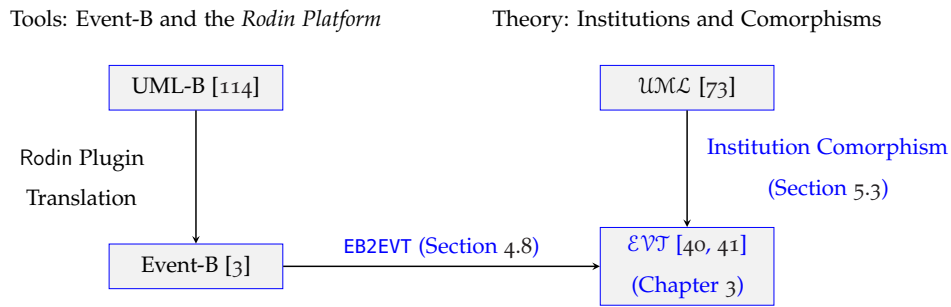 Tools: Event-B and the Rodin Platform
Theory: Institutions and Comorphisms
UML-B [114]
𝒰ℳℒ [73]
Rodin Plugin
Translation
Institution Comorphism
(Section 5.3)
EB2EVT (Section 4.8)
Event-B [3]
ℰ𝒱𝒯 [40, 41]
(Chapter 3)